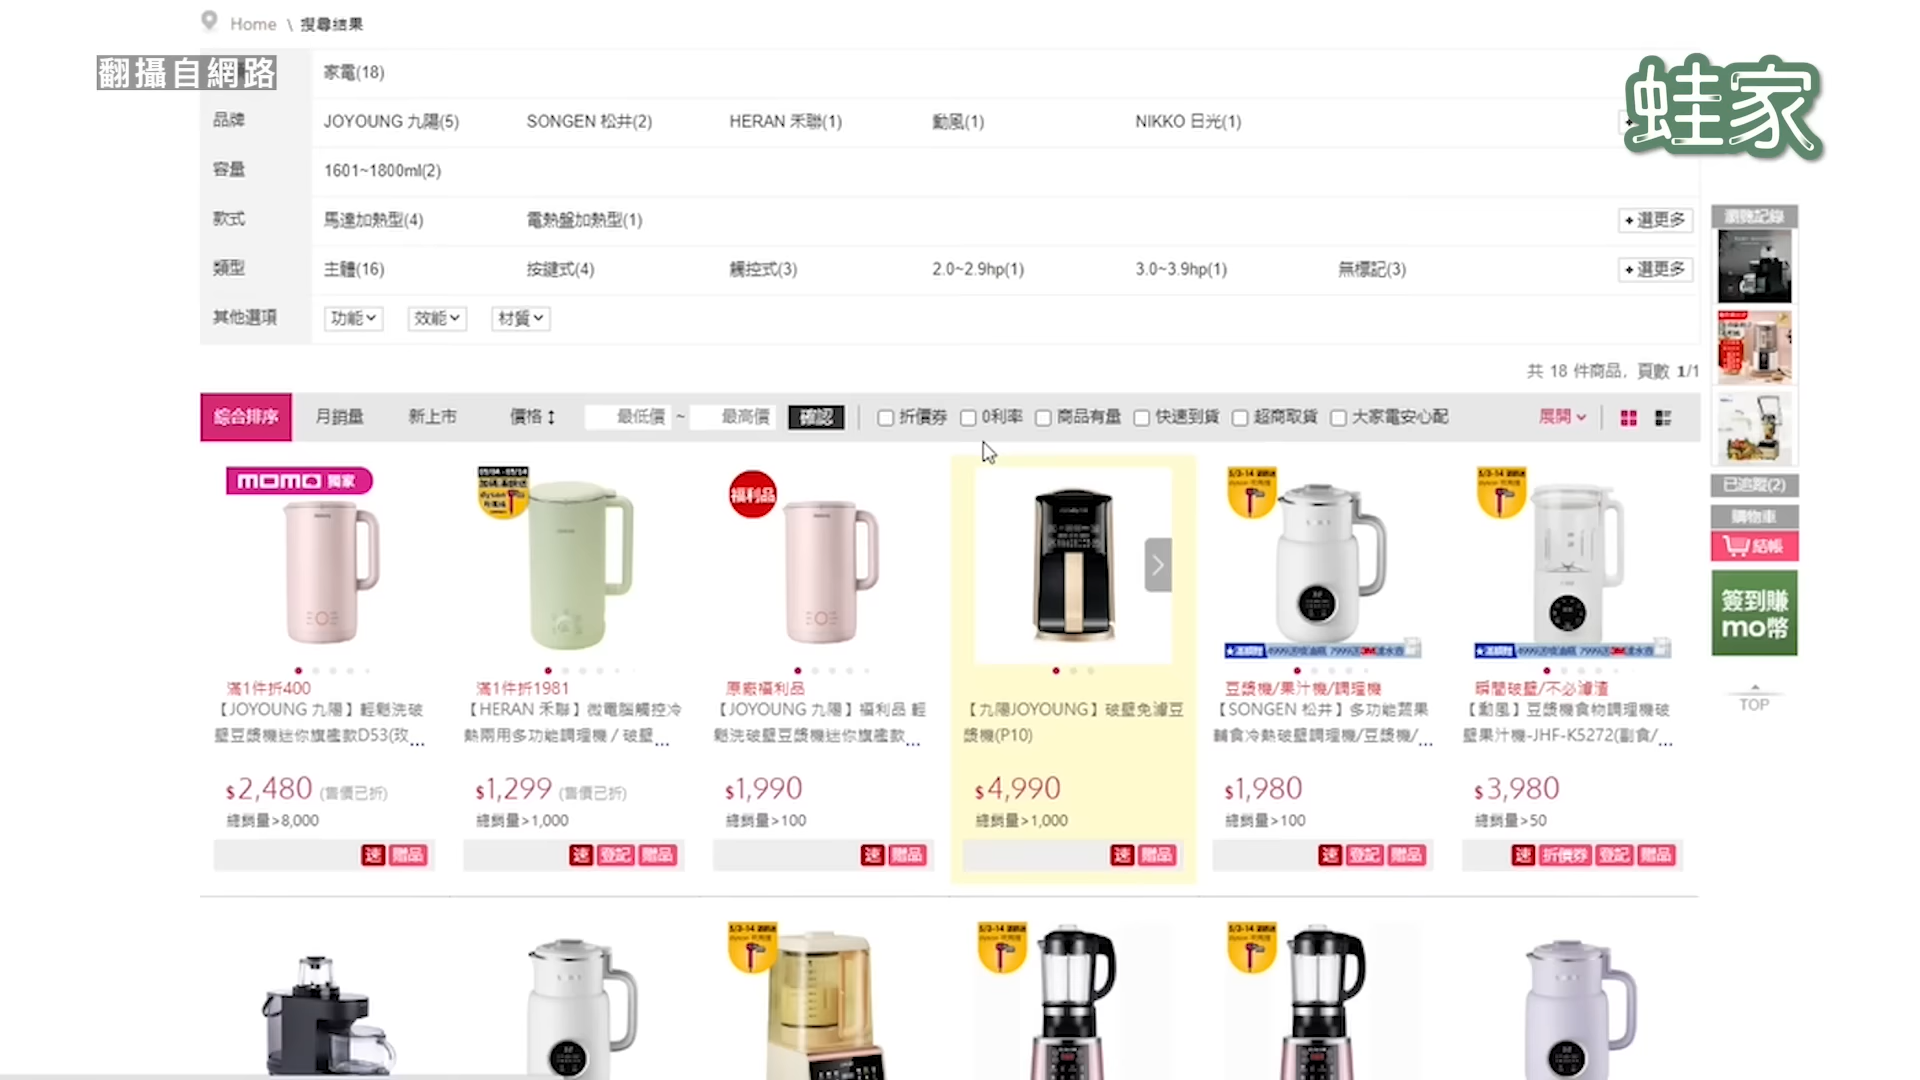 Home \ 搜尋結果
翻攝自網路
蛙家
家電(18)
品牌 JOYOUNG 九陽(5) SONGEN 松井(2) HERAN 禾聯(1) 勳風(1) NIKKO 日光(1)
容量 1601~1800ml(2)
款式 馬達加熱型(4) 電熱盤加熱型(1) +選更多
類型 主體(16) 按鍵式(4) 觸控式(3) 2.0~2.9hp(1) 3.0~3.9hp(1) 無標記(3) +選更多
其他選項 功能 效能 材質
共 18 件商品, 頁數 1/1
綜合排序 月銷量 新上市 價格 最低價 ~ 最高價 確認 折價券 0利率 商品有量 快速到貨 超商取貨 大家電安心配 展開
momo 獨家
福利品
滿1件折400
【JOYOUNG 九陽】輕鬆洗破
壁豆漿機迷你旗艦款D53(玫...
$2,480 (售價已折)
總銷量>8,000
速 贈品
滿1件折1981
【HERAN 禾聯】微電腦觸控冷
熱兩用多功能調理機 / 破壁...
$1,299 (售價已折)
總銷量>1,000
速 登記 贈品
原廠福利品
【JOYOUNG 九陽】福利品 輕
鬆洗破壁豆漿機迷你旗艦款...
$1,990
總銷量>100
速 贈品
【九陽JOYOUNG】破壁免濾豆
漿機(P10)
$4,990
總銷量>1,000
速 贈品
豆漿機/果汁機/調理機
【SONGEN 松井】多功能蔬果
輔食冷熱破壁調理機/豆漿機/...
$1,980
總銷量>100
速 登記 贈品
瞬間破壁/不必濾渣
【勳風】豆漿機食物調理機破
壁果汁機-JHF-K5272(副食/...
$3,980
總銷量>50
速 折價券 登記 贈品
瀏覽記錄
已追蹤(2)
購物車
結帳
簽到賺
mo幣
TOP